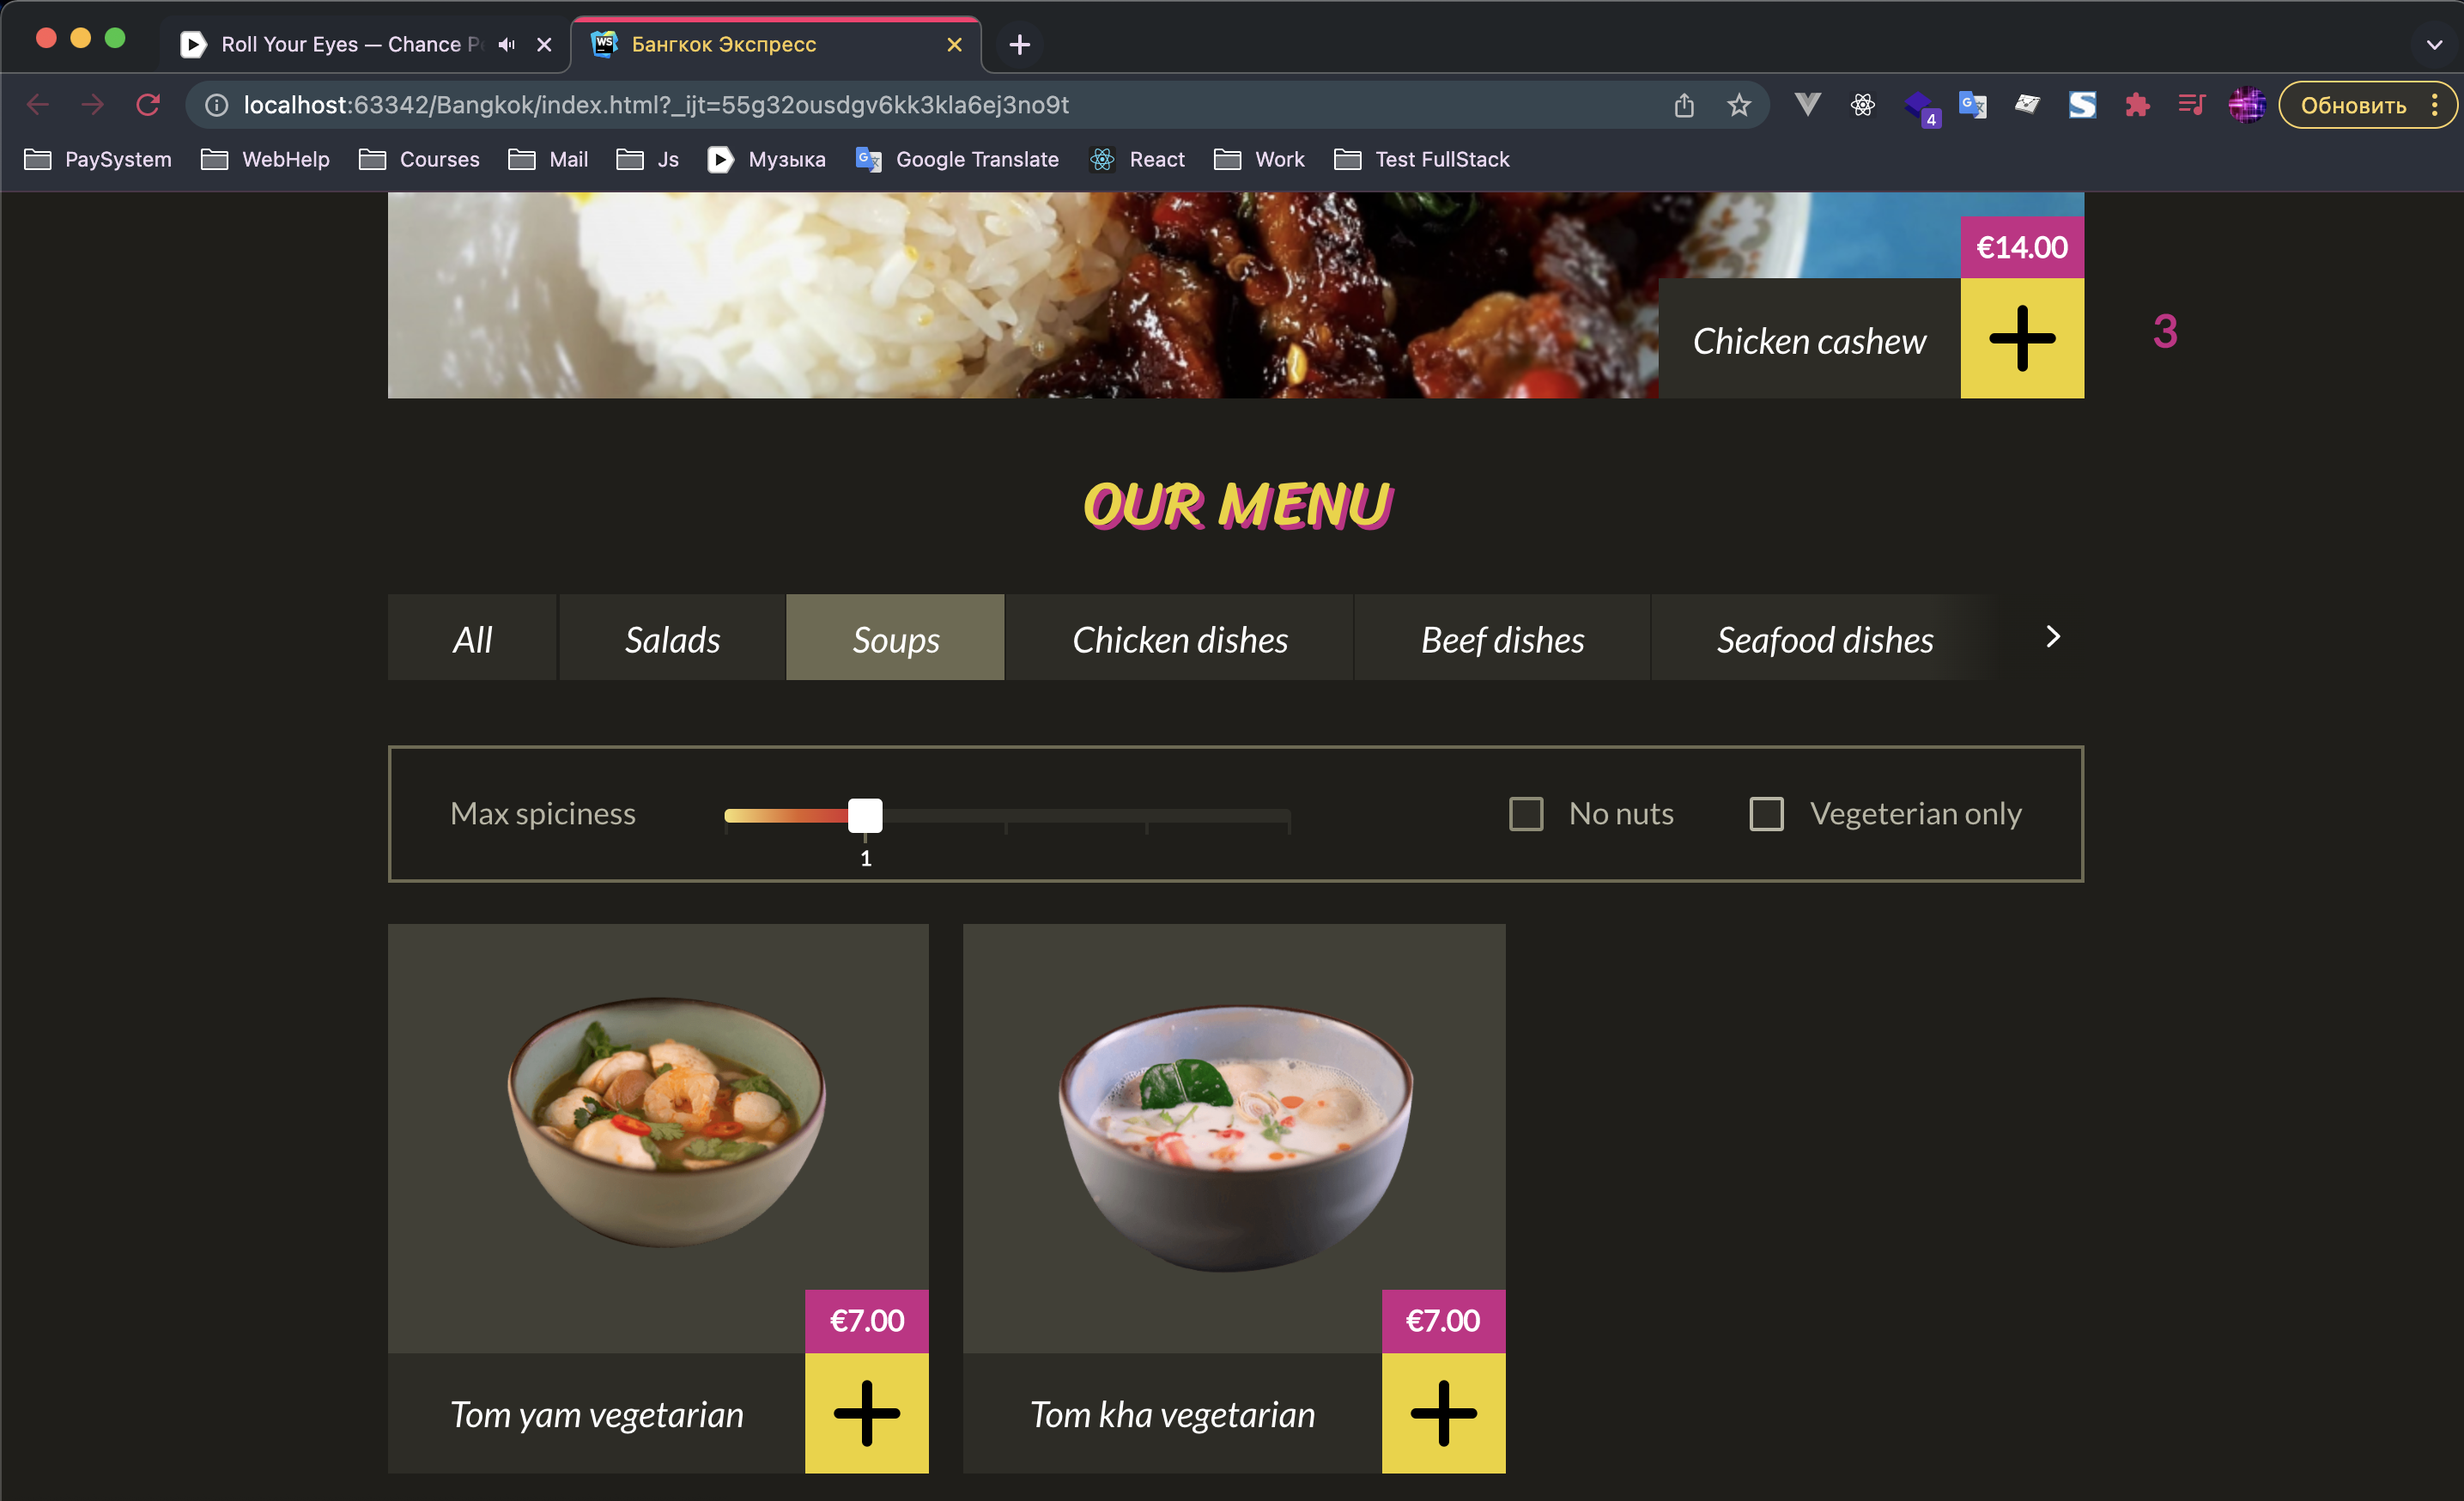 Roll Your Eyes — Chance P
Бангкок Экспресс
localhost:63342/Bangkok/index.html?_ijt=55g32ousdgv6kk3kla6ej3no9t
4
Обновить
PaySystem WebHelp Courses Mail Js Музыка Google Translate React Work Test FullStack
€14.00
Chicken cashew
3
OUR MENU
All Salads Soups Chicken dishes Beef dishes Seafood dishes
Max spiciness
1
No nuts
Vegeterian only
€7.00
Tom yam vegetarian
€7.00
Tom kha vegetarian